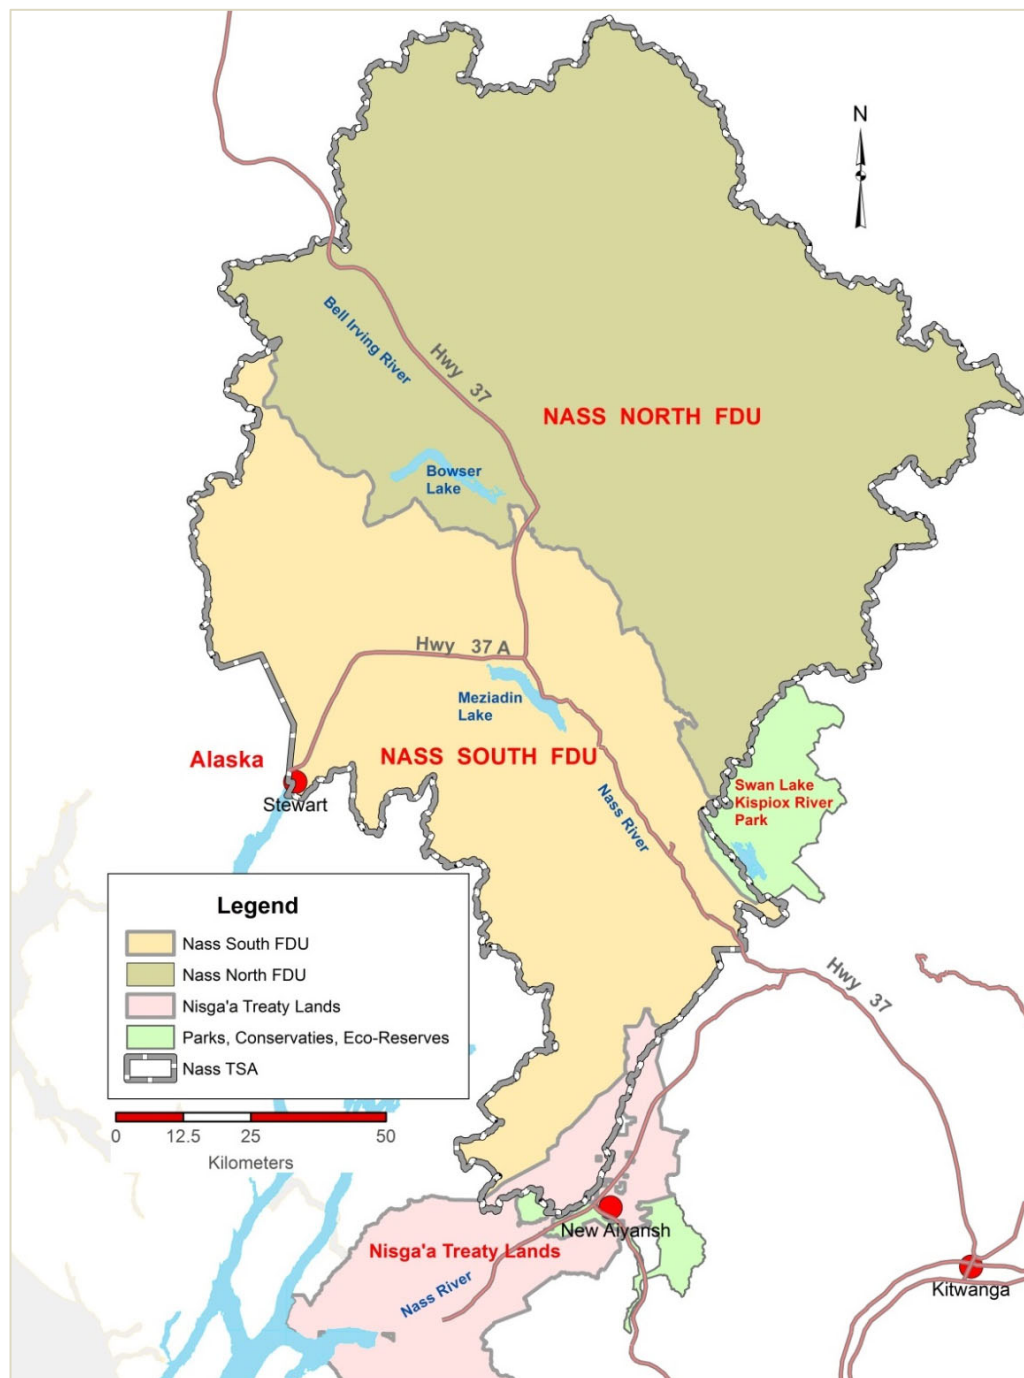 N
Bell Irving River
Hwy 37
NASS NORTH FDU
Bowser
Lake
Hwy 37 A
Meziadin
Lake
NASS SOUTH FDU
Alaska
Stewart
Nass River
Swan Lake
Kispiox River
Park
Legend
Nass South FDU
Nass North FDU
Nisga'a Treaty Lands
Parks, Conservaties, Eco-Reserves
Nass TSA
0 12.5 25 50
Kilometers
Hwy 37
New Aiyansh
Nisga'a Treaty Lands
Nass River
Kitwanga